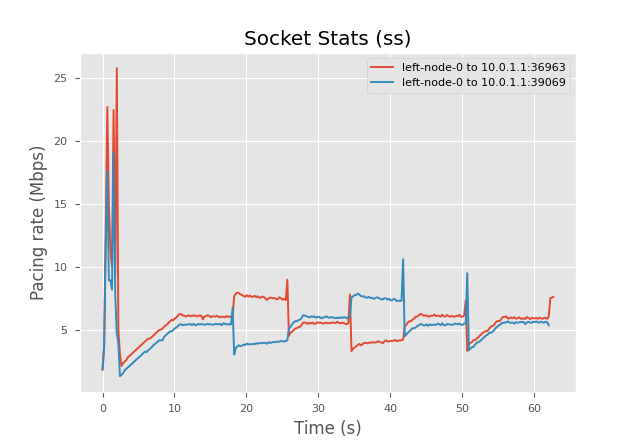 Socket Stats (ss)
left-node-0 to 10.0.1.1:36963
left-node-0 to 10.0.1.1:39069
Pacing rate (Mbps)
25
20
15
10
5
0 10 20 30 40 50 60
Time (s)